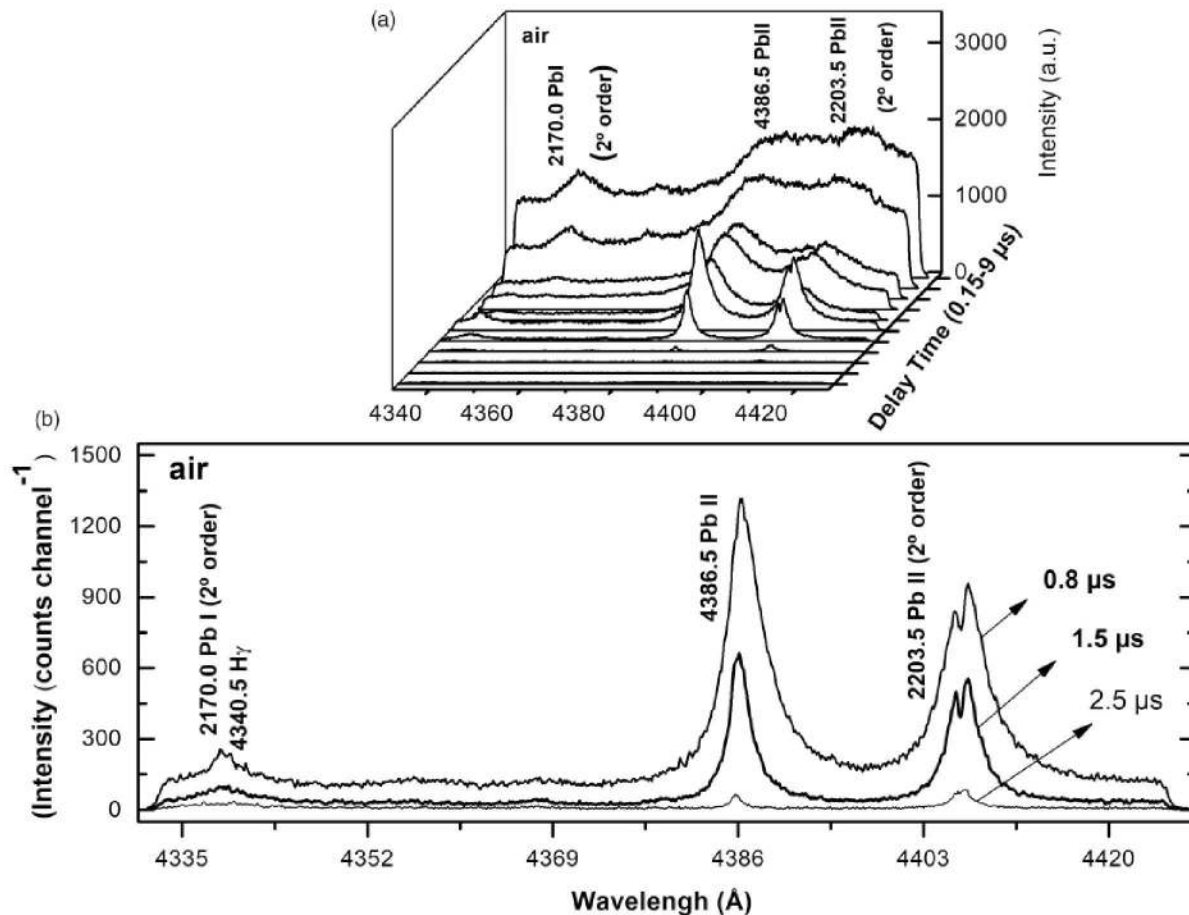 (a)
air
2170.0 PbI
(2º order)
4386.5 PbII
2203.5 PbII
(2º order)
3000
2000
1000
0
Intensity (a.u.)
Delay Time (0.15-9 µs)
4340
4360
4380
4400
4420
(b)
air
(Intensity (counts channel⁻¹)
1500
1200
900
600
300
0
2170.0 Pb I (2º order)
4340.5 Hγ
4386.5 Pb II
2203.5 Pb II (2º order)
0.8 µs
1.5 µs
2.5 µs
4335
4352
4369
4386
4403
4420
Wavelengh (Å)